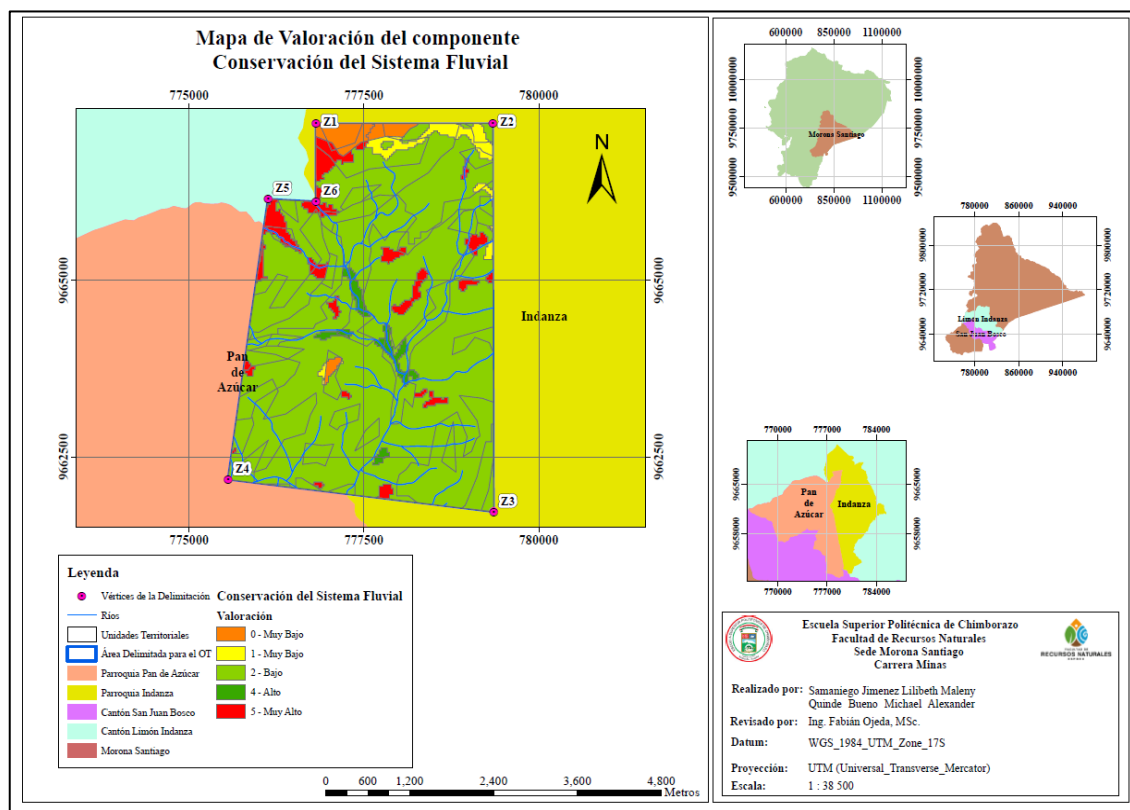 Mapa de Valoración del componente
Conservación del Sistema Fluvial
775000 777500 780000
Z1 Z2
N
Z5 Z6
9665000 9665000
Indanza
Pan
de
Azúcar
9662500 9662500
Z4
Z3
775000 777500 780000
Leyenda
Vértices de la Delimitación
Ríos
Unidades Territoriales
Área Delimitada para el OT
Parroquia Pan de Azúcar
Parroquia Indanza
Cantón San Juan Bosco
Cantón Limón Indanza
Morona Santiago
Conservación del Sistema Fluvial
Valoración
0 - Muy Bajo
1 - Muy Bajo
2 - Bajo
4 - Alto
5 - Muy Alto
0 600 1,200 2,400 3,600 4,800
Metros
600000 850000 1100000
10000000 10000000
9750000 9750000
Morona Santiago
9500000 9500000
600000 850000 1100000
780000 860000 940000
9800000 9800000
9720000 9720000
Limón Indanza
San Juan Bosco
9640000 9640000
780000 860000 940000
770000 777000 784000
9665000 9665000
Pan
de
Azúcar
Indanza
9658000 9658000
770000 777000 784000
Escuela Superior Politécnica de Chimborazo
Facultad de Recursos Naturales
Sede Morona Santiago
Carrera Minas
RECURSOS NATURALES
Realizado por: Samaniego Jimenez Lilibeth Maleny
Quinde Bueno Michael Alexander
Revisado por: Ing. Fabián Ojeda, MSc.
Datum: WGS_1984_UTM_Zone_17S
Proyección: UTM (Universal_Transverse_Mercator)
Escala: 1 : 38 500